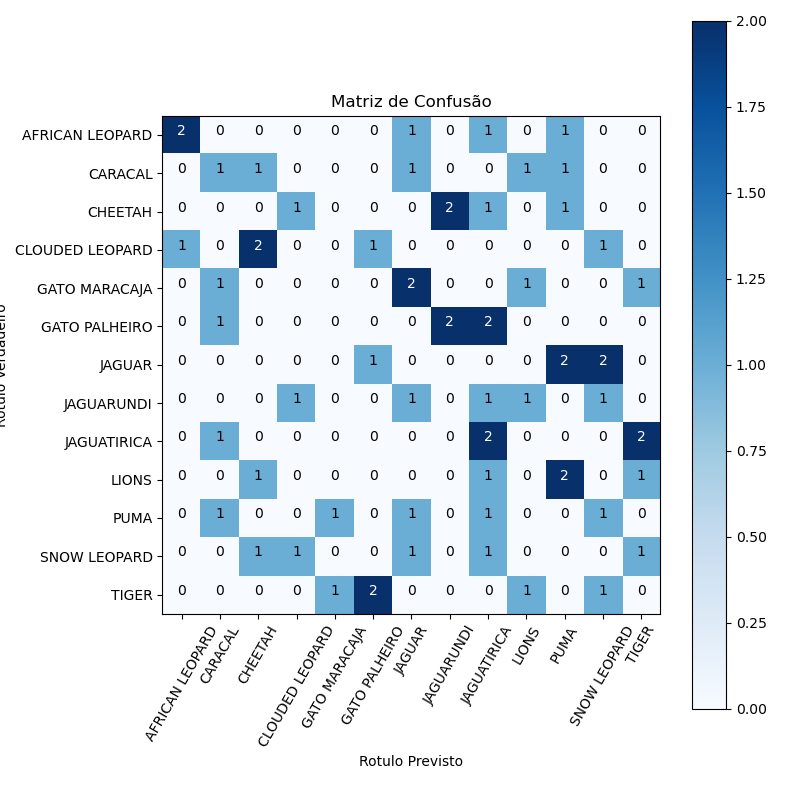 Matriz de Confusão
AFRICAN LEOPARD 2 0 0 0 0 0 1 0 1 0 1 0 0
CARACAL 0 1 1 0 0 0 1 0 0 1 1 0 0
CHEETAH 0 0 0 1 0 0 0 2 1 0 1 0 0
CLOUDED LEOPARD 1 0 2 0 0 1 0 0 0 0 0 1 0
GATO MARACAJA 0 1 0 0 0 0 2 0 0 1 0 0 1
GATO PALHEIRO 0 1 0 0 0 0 0 2 2 0 0 0 0
JAGUAR 0 0 0 0 0 1 0 0 0 0 2 2 0
JAGUARUNDI 0 0 0 1 0 0 1 0 1 1 0 1 0
JAGUATIRICA 0 1 0 0 0 0 0 0 2 0 0 0 2
LIONS 0 0 1 0 0 0 0 0 1 0 2 0 1
PUMA 0 1 0 0 1 0 1 0 1 0 0 1 0
SNOW LEOPARD 0 0 1 1 0 0 1 0 1 0 0 0 1
TIGER 0 0 0 0 1 2 0 0 0 1 0 1 0
AFRICAN LEOPARD
CARACAL
CHEETAH
CLOUDED LEOPARD
GATO MARACAJA
GATO PALHEIRO
JAGUAR
JAGUARUNDI
JAGUATIRICA
LIONS
PUMA
SNOW LEOPARD
TIGER
Rotulo Previsto
2.00
1.75
1.50
1.25
1.00
0.75
0.50
0.25
0.00